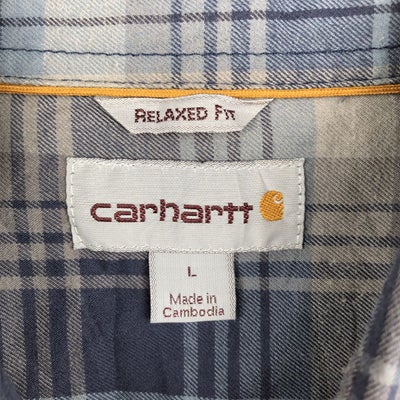 RELAXED FIT
carhartt
L
Made in
Cambodia